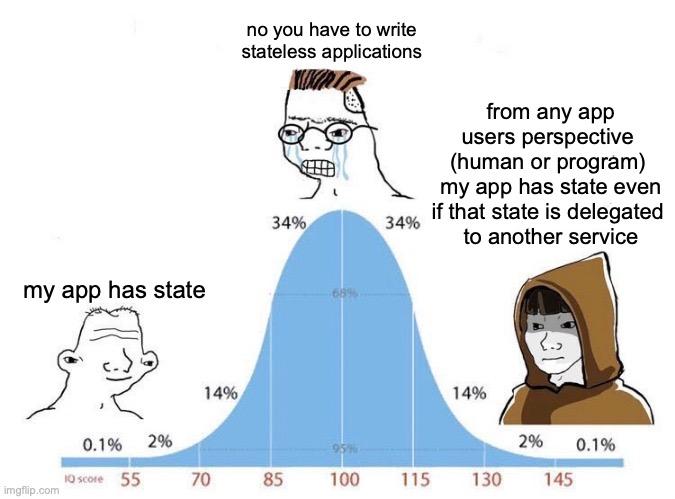 no you have to write
stateless applications
from any app
users perspective
(human or program)
my app has state even
if that state is delegated
to another service
my app has state
34%
34%
68%
14%
14%
95%
0.1%
2%
2%
0.1%
IQ score 55 70 85 100 115 130 145
imgflip.com